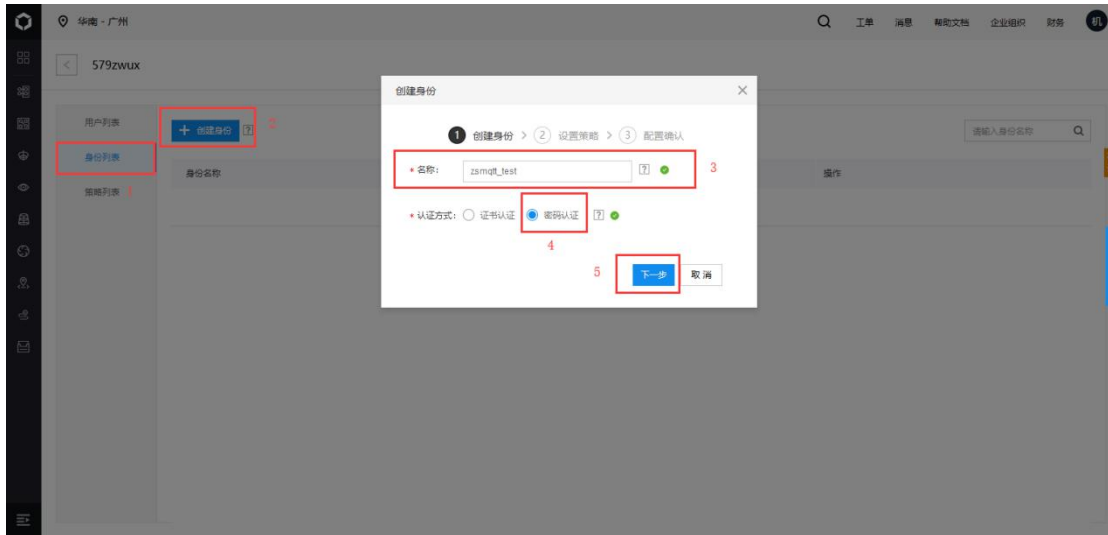 华南 - 广州
工单 消息 帮助文档 企业组织 财务 机
579zwux
创建身份
用户列表
+ 创建身份 ? 2
1 创建身份 > 2 设置策略 > 3 配置确认
请输入身份名称
身份列表
* 名称: zsmqtt_test ? 3
身份名称
操作
策略列表 1
* 认证方式: 证书认证 密码认证 ?
4
5 下一步 取消